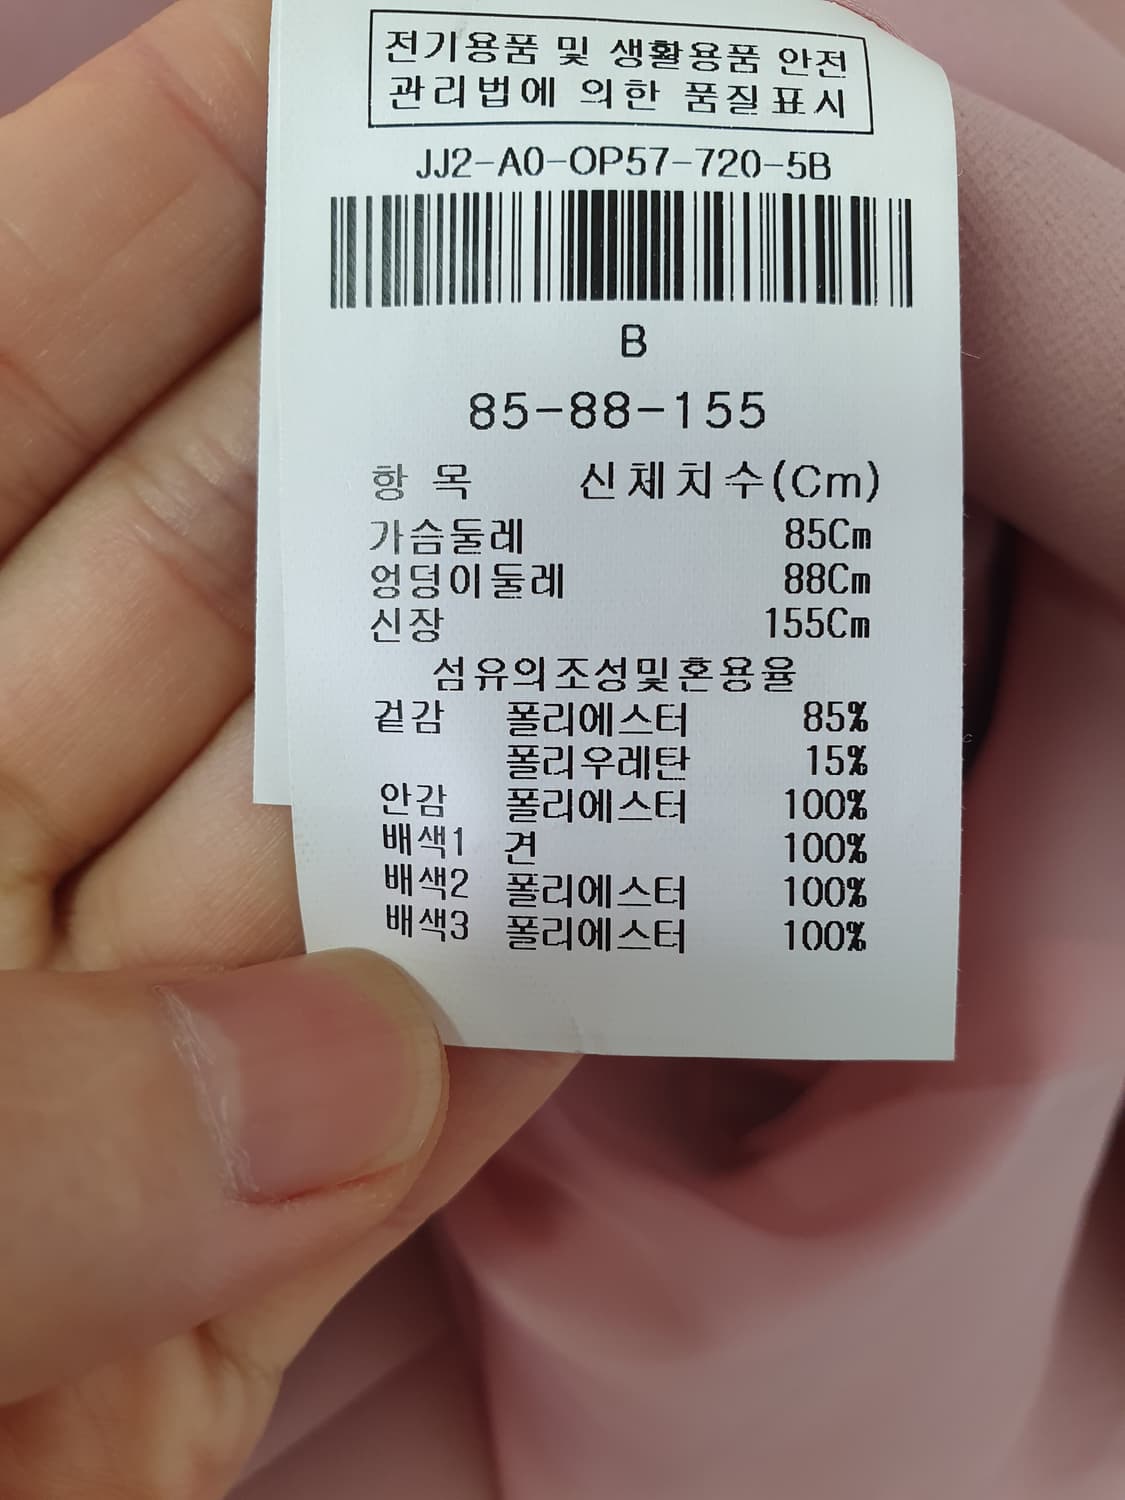 전기용품 및 생활용품 안전
관리법에 의한 품질표시
JJ2-A0-OP57-720-5B
B
85-88-155
항 목 신체치수(Cm)
가슴둘레 85Cm
엉덩이둘레 88Cm
신장 155Cm
섬유의조성및혼용율
겉감 폴리에스터 85%
폴리우레탄 15%
안감 폴리에스터 100%
배색1 견 100%
배색2 폴리에스터 100%
배색3 폴리에스터 100%